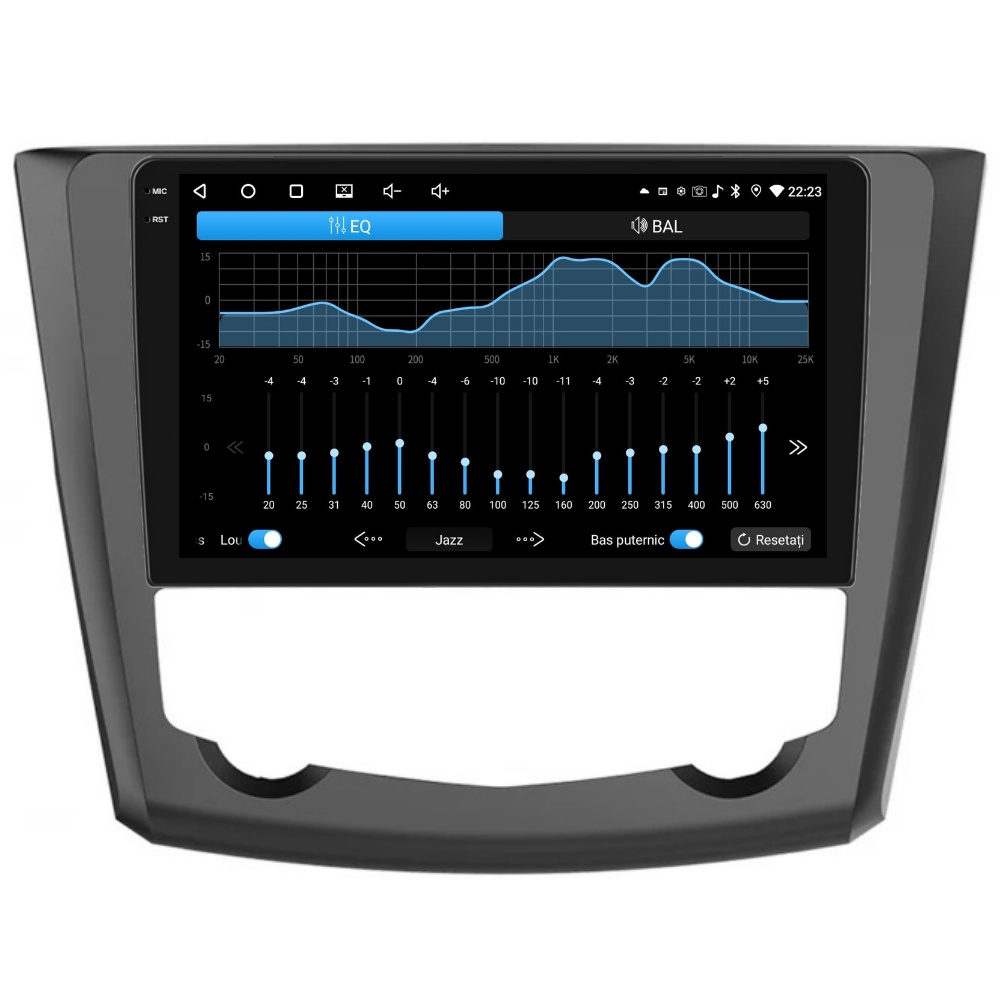 MIC
22:23
RST
EQ
BAL
15
0
-15
20 50 100 200 500 1K 2K 5K 10K 25K
-4 -4 -3 -1 0 -4 -6 -10 -10 -11 -4 -3 -2 -2 +2 +5
15
0
-15
20 25 31 40 50 63 80 100 125 160 200 250 315 400 500 630
s Lou Jazz Bas puternic Resetați